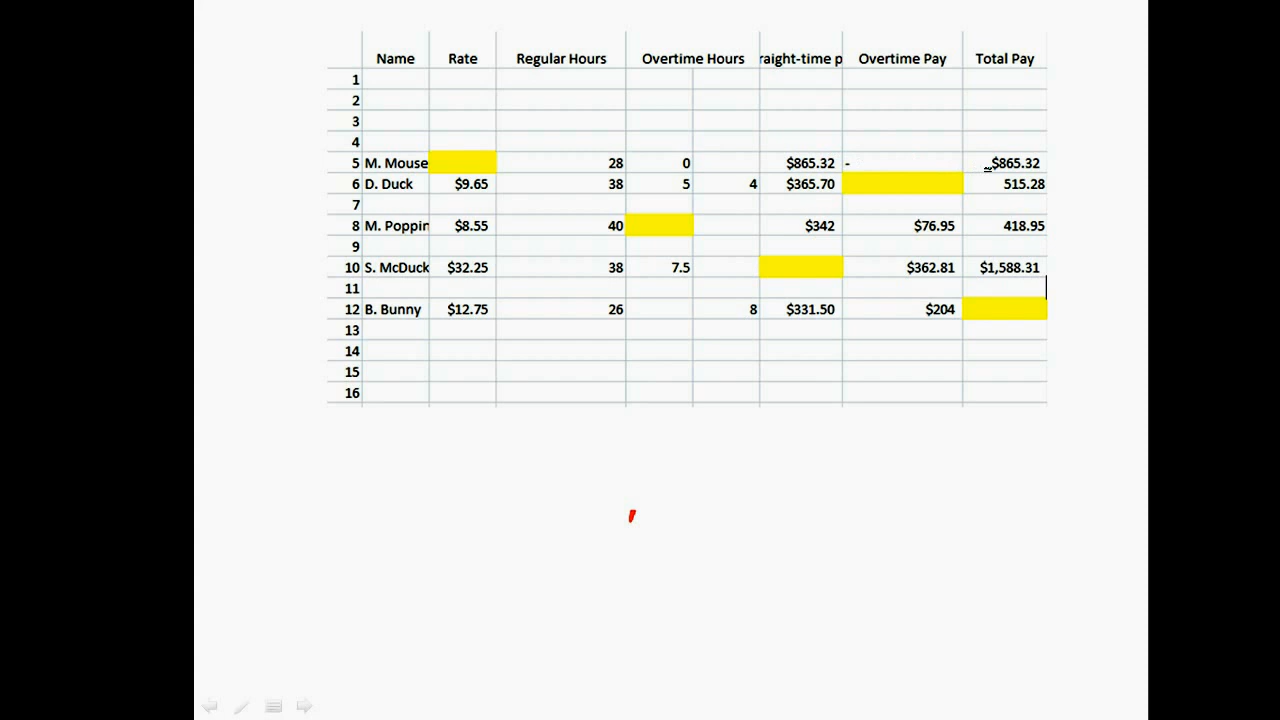 Name Rate Regular Hours Overtime Hours raight-time p Overtime Pay Total Pay
1
2
3
4
5 M. Mouse 28 0 $865.32 - $865.32
6 D. Duck $9.65 38 5 4 $365.70 515.28
7
8 M. Poppin $8.55 40 $342 $76.95 418.95
9
10 S. McDuck $32.25 38 7.5 $362.81 $1,588.31
11
12 B. Bunny $12.75 26 8 $331.50 $204
13
14
15
16